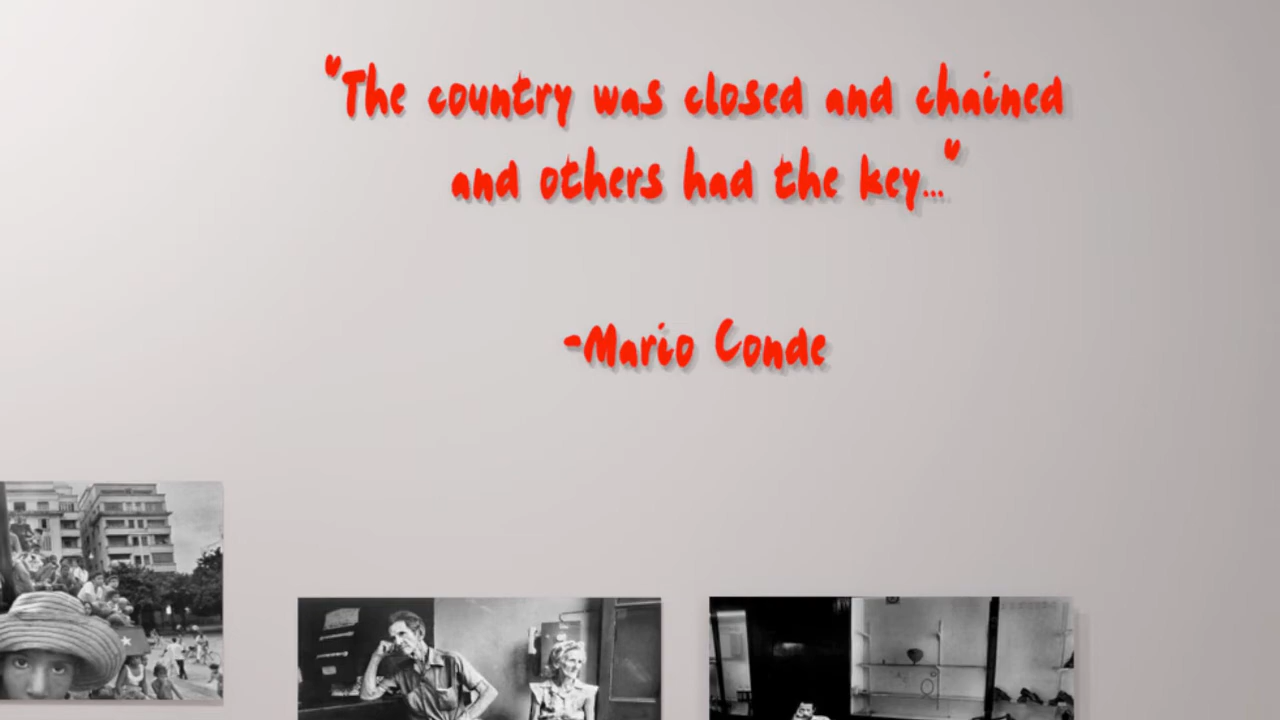 "The country was closed and chained
and others had the key..."
-Mario Conde